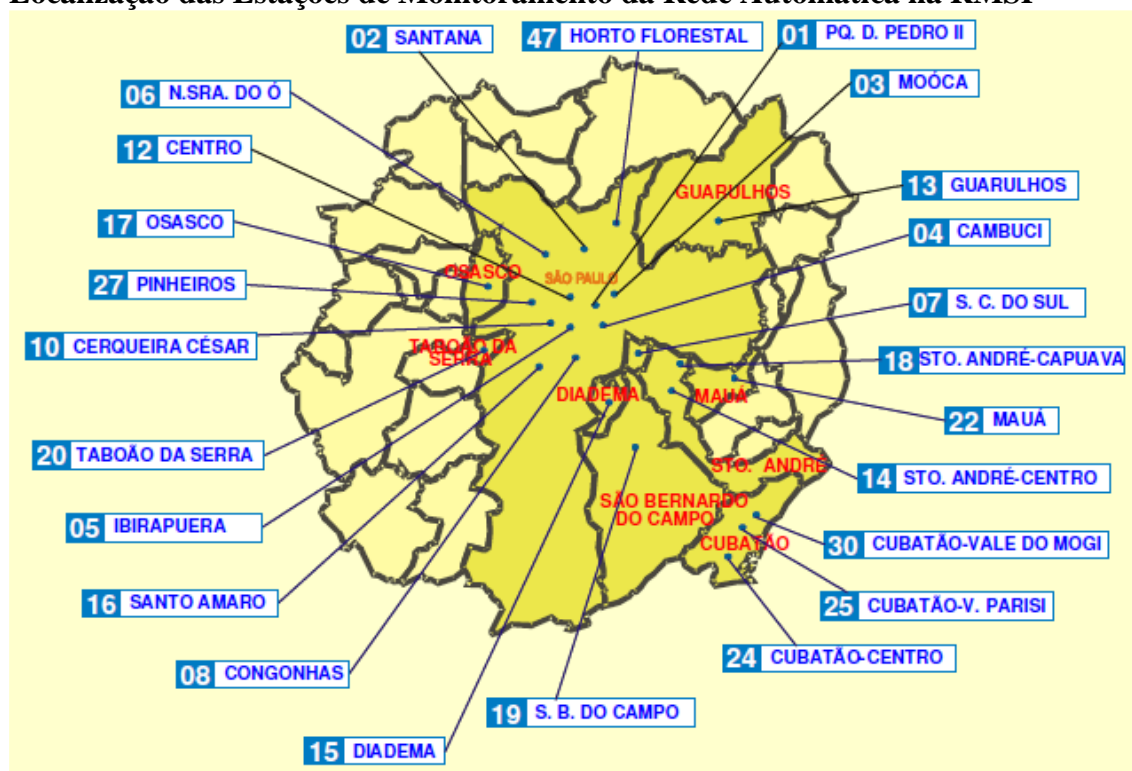 Localização das Estações de Monitoramento da Rede Automática na RMSP
02 SANTANA
47 HORTO FLORESTAL
01 PQ. D. PEDRO II
06 N.SRA. DO Ó
03 MOÓCA
12 CENTRO
13 GUARULHOS
GUARULHOS
17 OSASCO
04 CAMBUCI
OSASCO
SÃO PAULO
27 PINHEIROS
07 S. C. DO SUL
10 CERQUEIRA CÉSAR
TABOÃO DA
SERRA
18 STO. ANDRÉ-CAPUAVA
DIADEMA
MAUÁ
22 MAUÁ
20 TABOÃO DA SERRA
STO. ANDRÉ
14 STO. ANDRÉ-CENTRO
SÃO BERNARDO
DO CAMPO
05 IBIRAPUERA
CUBATÃO
30 CUBATÃO-VALE DO MOGI
16 SANTO AMARO
25 CUBATÃO-V. PARISI
24 CUBATÃO-CENTRO
08 CONGONHAS
19 S. B. DO CAMPO
15 DIADEMA